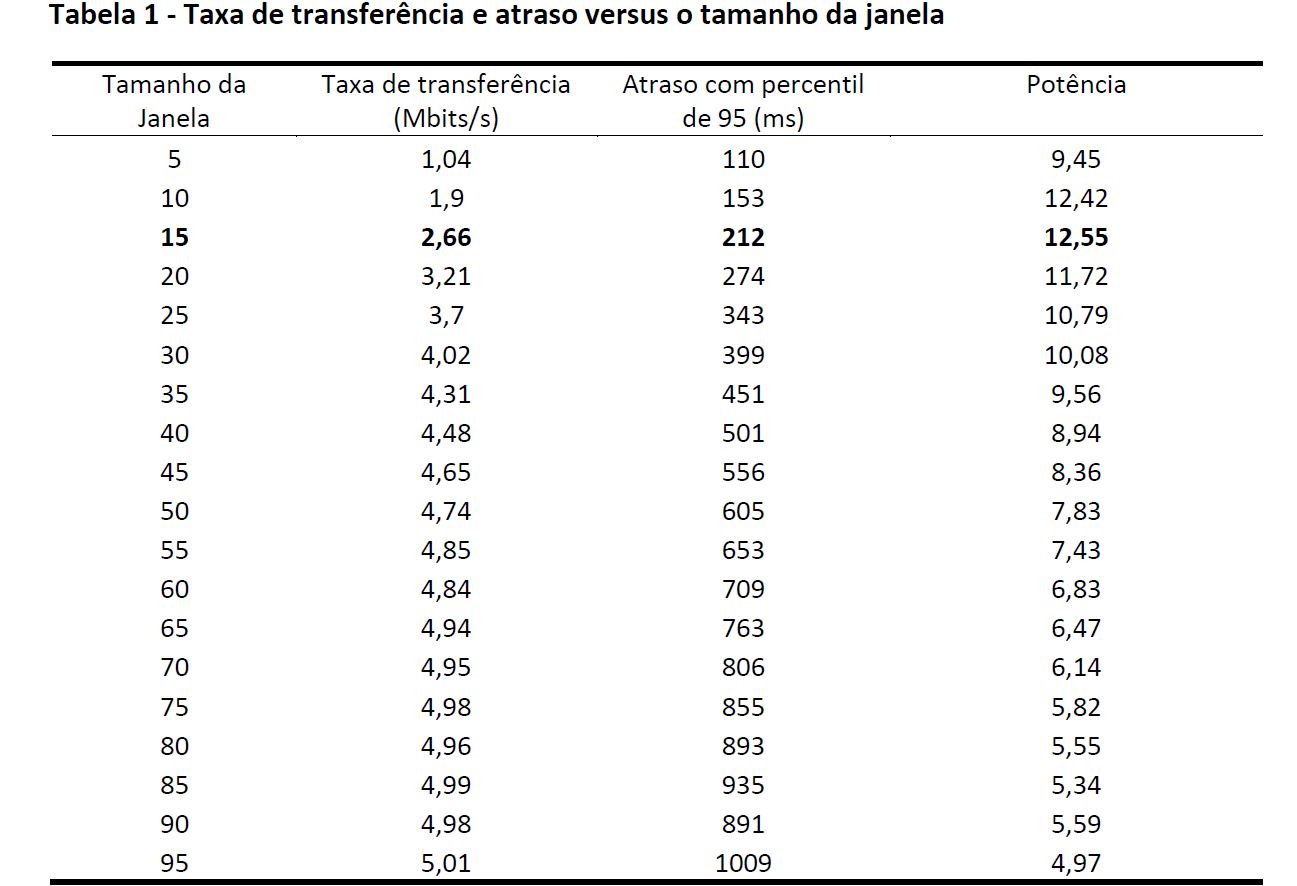 Tabela 1 - Taxa de transferência e atraso versus o tamanho da janela
Tamanho da Janela Taxa de transferência (Mbits/s) Atraso com percentil de 95 (ms) Potência
5 1,04 110 9,45
10 1,9 153 12,42
15 2,66 212 12,55
20 3,21 274 11,72
25 3,7 343 10,79
30 4,02 399 10,08
35 4,31 451 9,56
40 4,48 501 8,94
45 4,65 556 8,36
50 4,74 605 7,83
55 4,85 653 7,43
60 4,84 709 6,83
65 4,94 763 6,47
70 4,95 806 6,14
75 4,98 855 5,82
80 4,96 893 5,55
85 4,99 935 5,34
90 4,98 891 5,59
95 5,01 1009 4,97